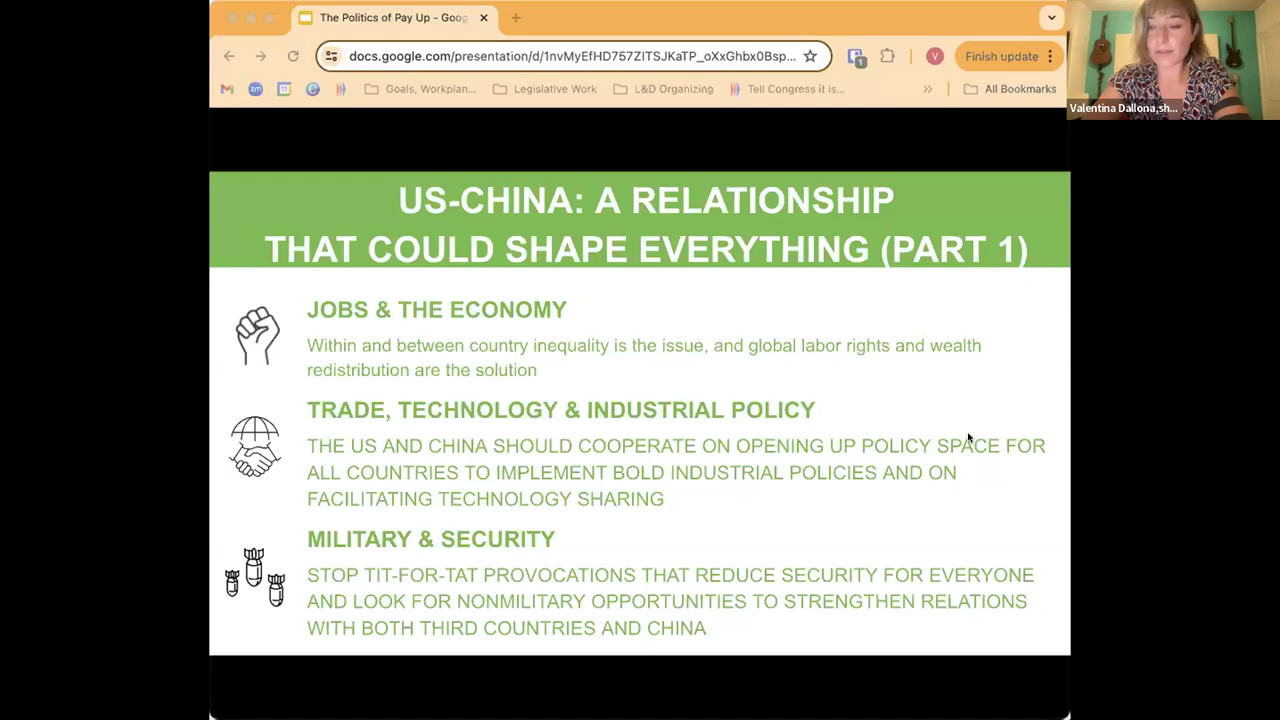 The Politics of Pay Up - Goog
docs.google.com/presentation/d/1nvMyEfHD757ZITSJKaTP_oXxGhbx0Bsp...
1
V
Finish update
Goals, Workplan...
Legislative Work
L&D Organizing
Tell Congress it is...
»
All Bookmarks
Valentina Dallona,sh...
US-CHINA: A RELATIONSHIP
THAT COULD SHAPE EVERYTHING (PART 1)
JOBS & THE ECONOMY
Within and between country inequality is the issue, and global labor rights and wealth
redistribution are the solution
TRADE, TECHNOLOGY & INDUSTRIAL POLICY
THE US AND CHINA SHOULD COOPERATE ON OPENING UP POLICY SPACE FOR
ALL COUNTRIES TO IMPLEMENT BOLD INDUSTRIAL POLICIES AND ON
FACILITATING TECHNOLOGY SHARING
MILITARY & SECURITY
STOP TIT-FOR-TAT PROVOCATIONS THAT REDUCE SECURITY FOR EVERYONE
AND LOOK FOR NONMILITARY OPPORTUNITIES TO STRENGTHEN RELATIONS
WITH BOTH THIRD COUNTRIES AND CHINA